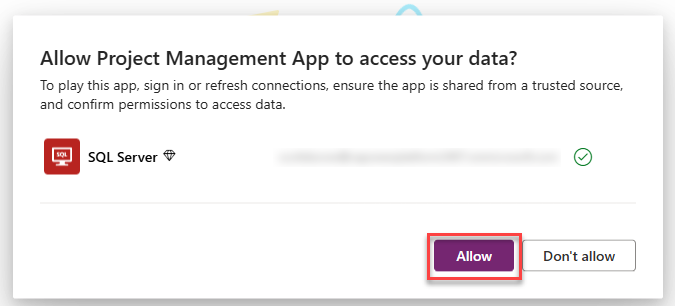 Allow Project Management App to access your data?
To play this app, sign in or refresh connections, ensure the app is shared from a trusted source,
and confirm permissions to access data.
SQL
SQL Server
Allow
Don't allow